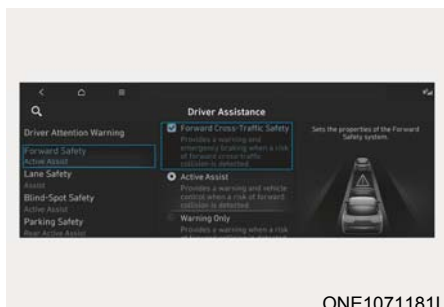 Driver Assistance
Driver Attention Warning
Forward Safety
Active Assist
Lane Safety
Assist
Blind-Spot Safety
Active Assist
Parking Safety
Rear Active Assist
Forward Cross-Traffic Safety
Provides a warning and
emergency braking when a risk
of forward cross-traffic
collision is detected.
Active Assist
Provides a warning and vehicle
control when a risk of forward
collision is detected.
Warning Only
Provides a warning when a risk
Sets the properties of the Forward
Safety system.